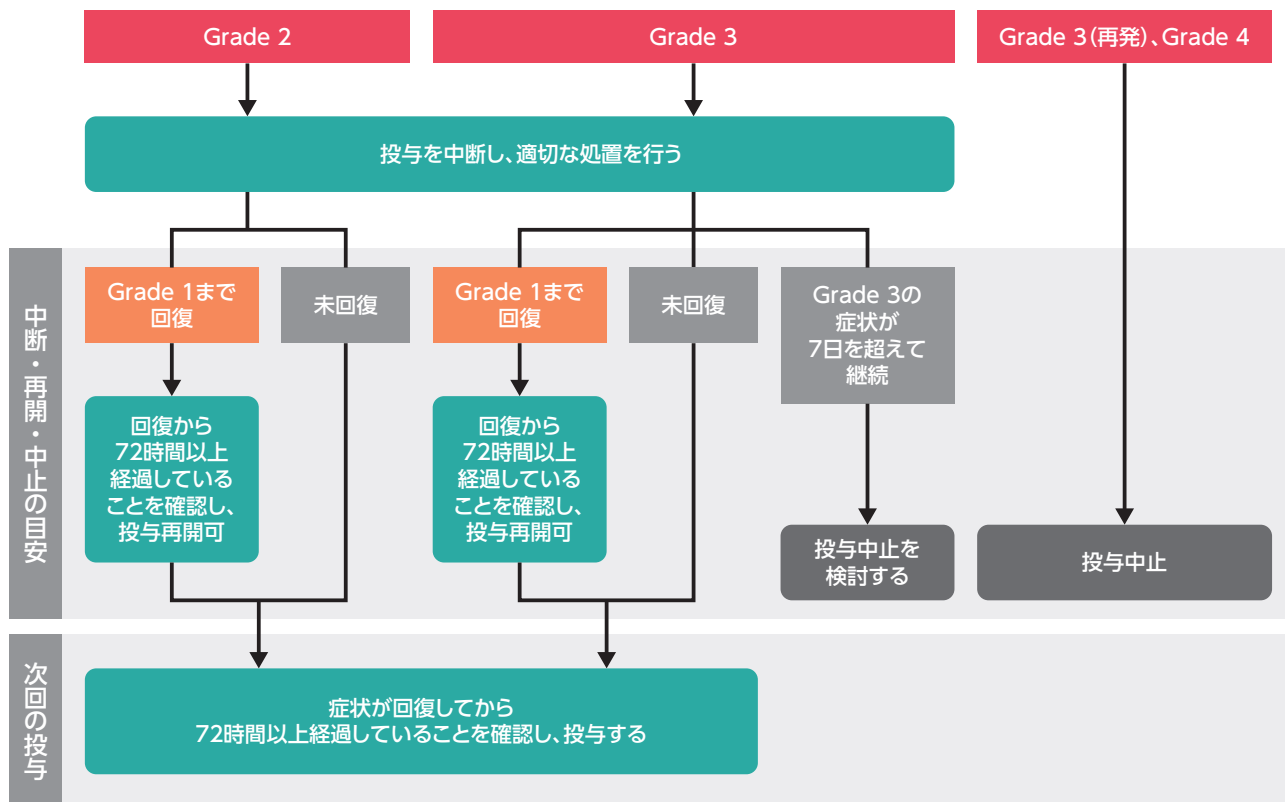 Grade 2
Grade 3
Grade 3(再発)、Grade 4
投与を中断し、適切な処置を行う
中断・再開・中止の目安
Grade 1まで
回復
未回復
Grade 1まで
回復
未回復
Grade 3の
症状が
7日を超えて
継続
回復から
72時間以上
経過している
ことを確認し、
投与再開可
回復から
72時間以上
経過している
ことを確認し、
投与再開可
投与中止を
検討する
投与中止
次回の投与
症状が回復してから
72時間以上経過していることを確認し、投与する